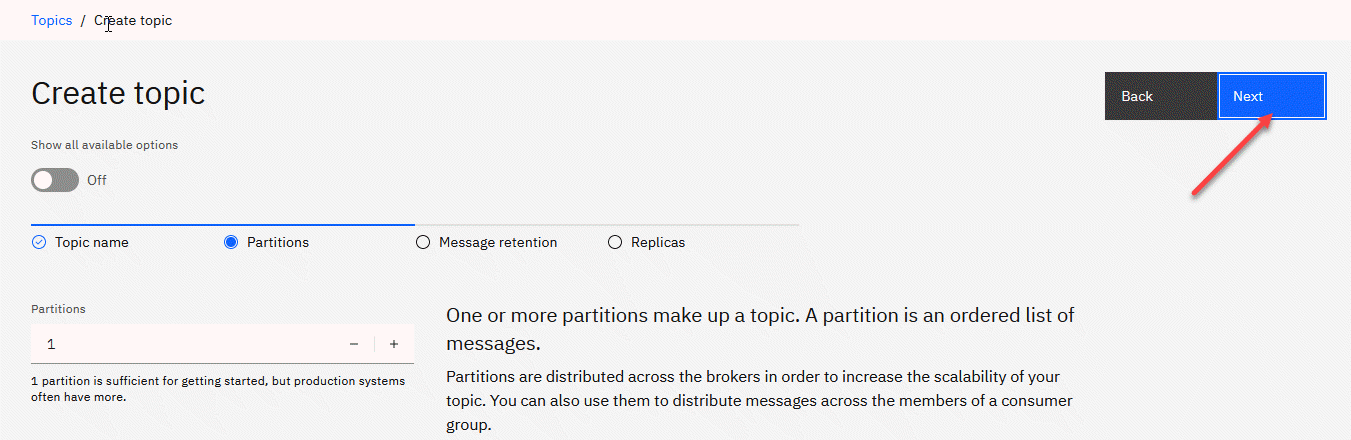 Topics / Create topic
Create topic
Back
Next
Show all available options
Off
Topic name
Partitions
Message retention
Replicas
Partitions
1
− +
1 partition is sufficient for getting started, but production systems
often have more.
One or more partitions make up a topic. A partition is an ordered list of
messages.
Partitions are distributed across the brokers in order to increase the scalability of your
topic. You can also use them to distribute messages across the members of a consumer
group.